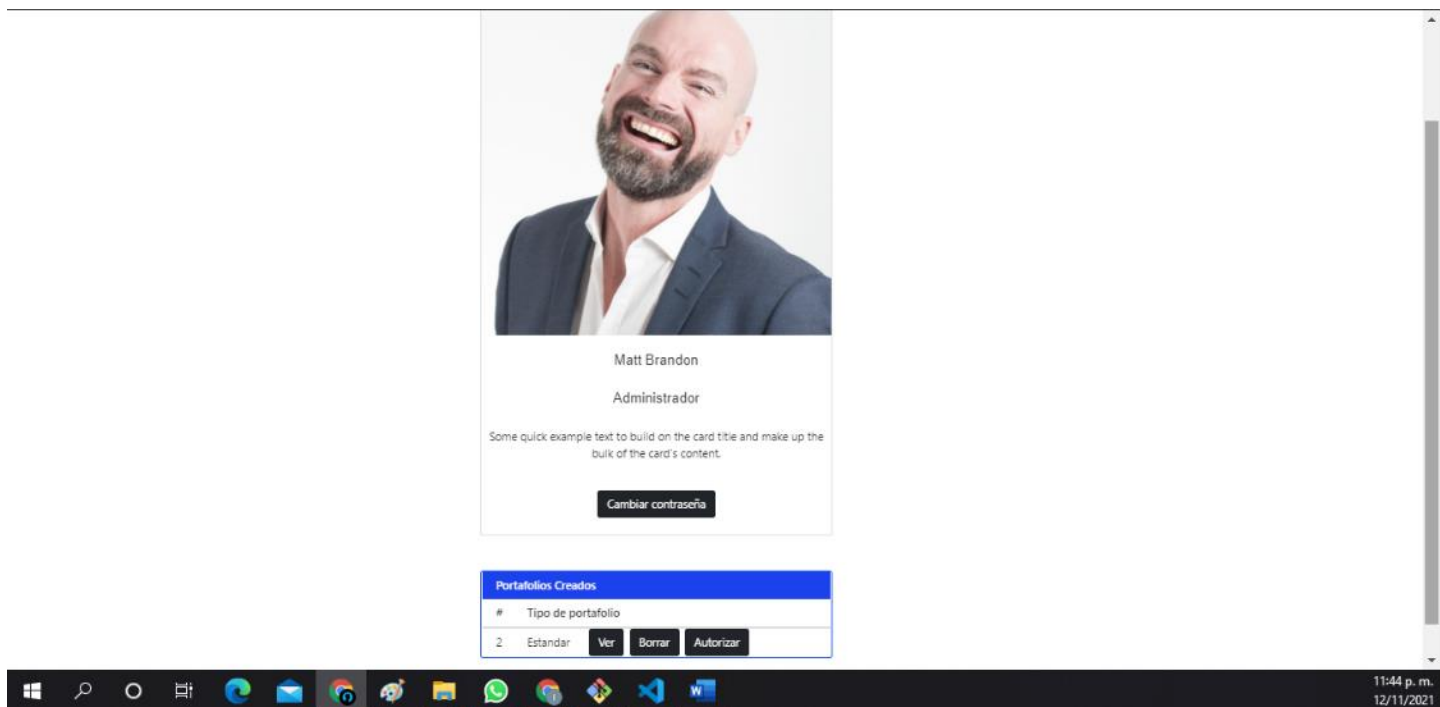 Matt Brandon
Administrador
Some quick example text to build on the card title and make up the
bulk of the card's content.
Cambiar contraseña
Portafolios Creados
# Tipo de portafolio
2 Estandar Ver Borrar Autorizar
11:44 p. m.
12/11/2021